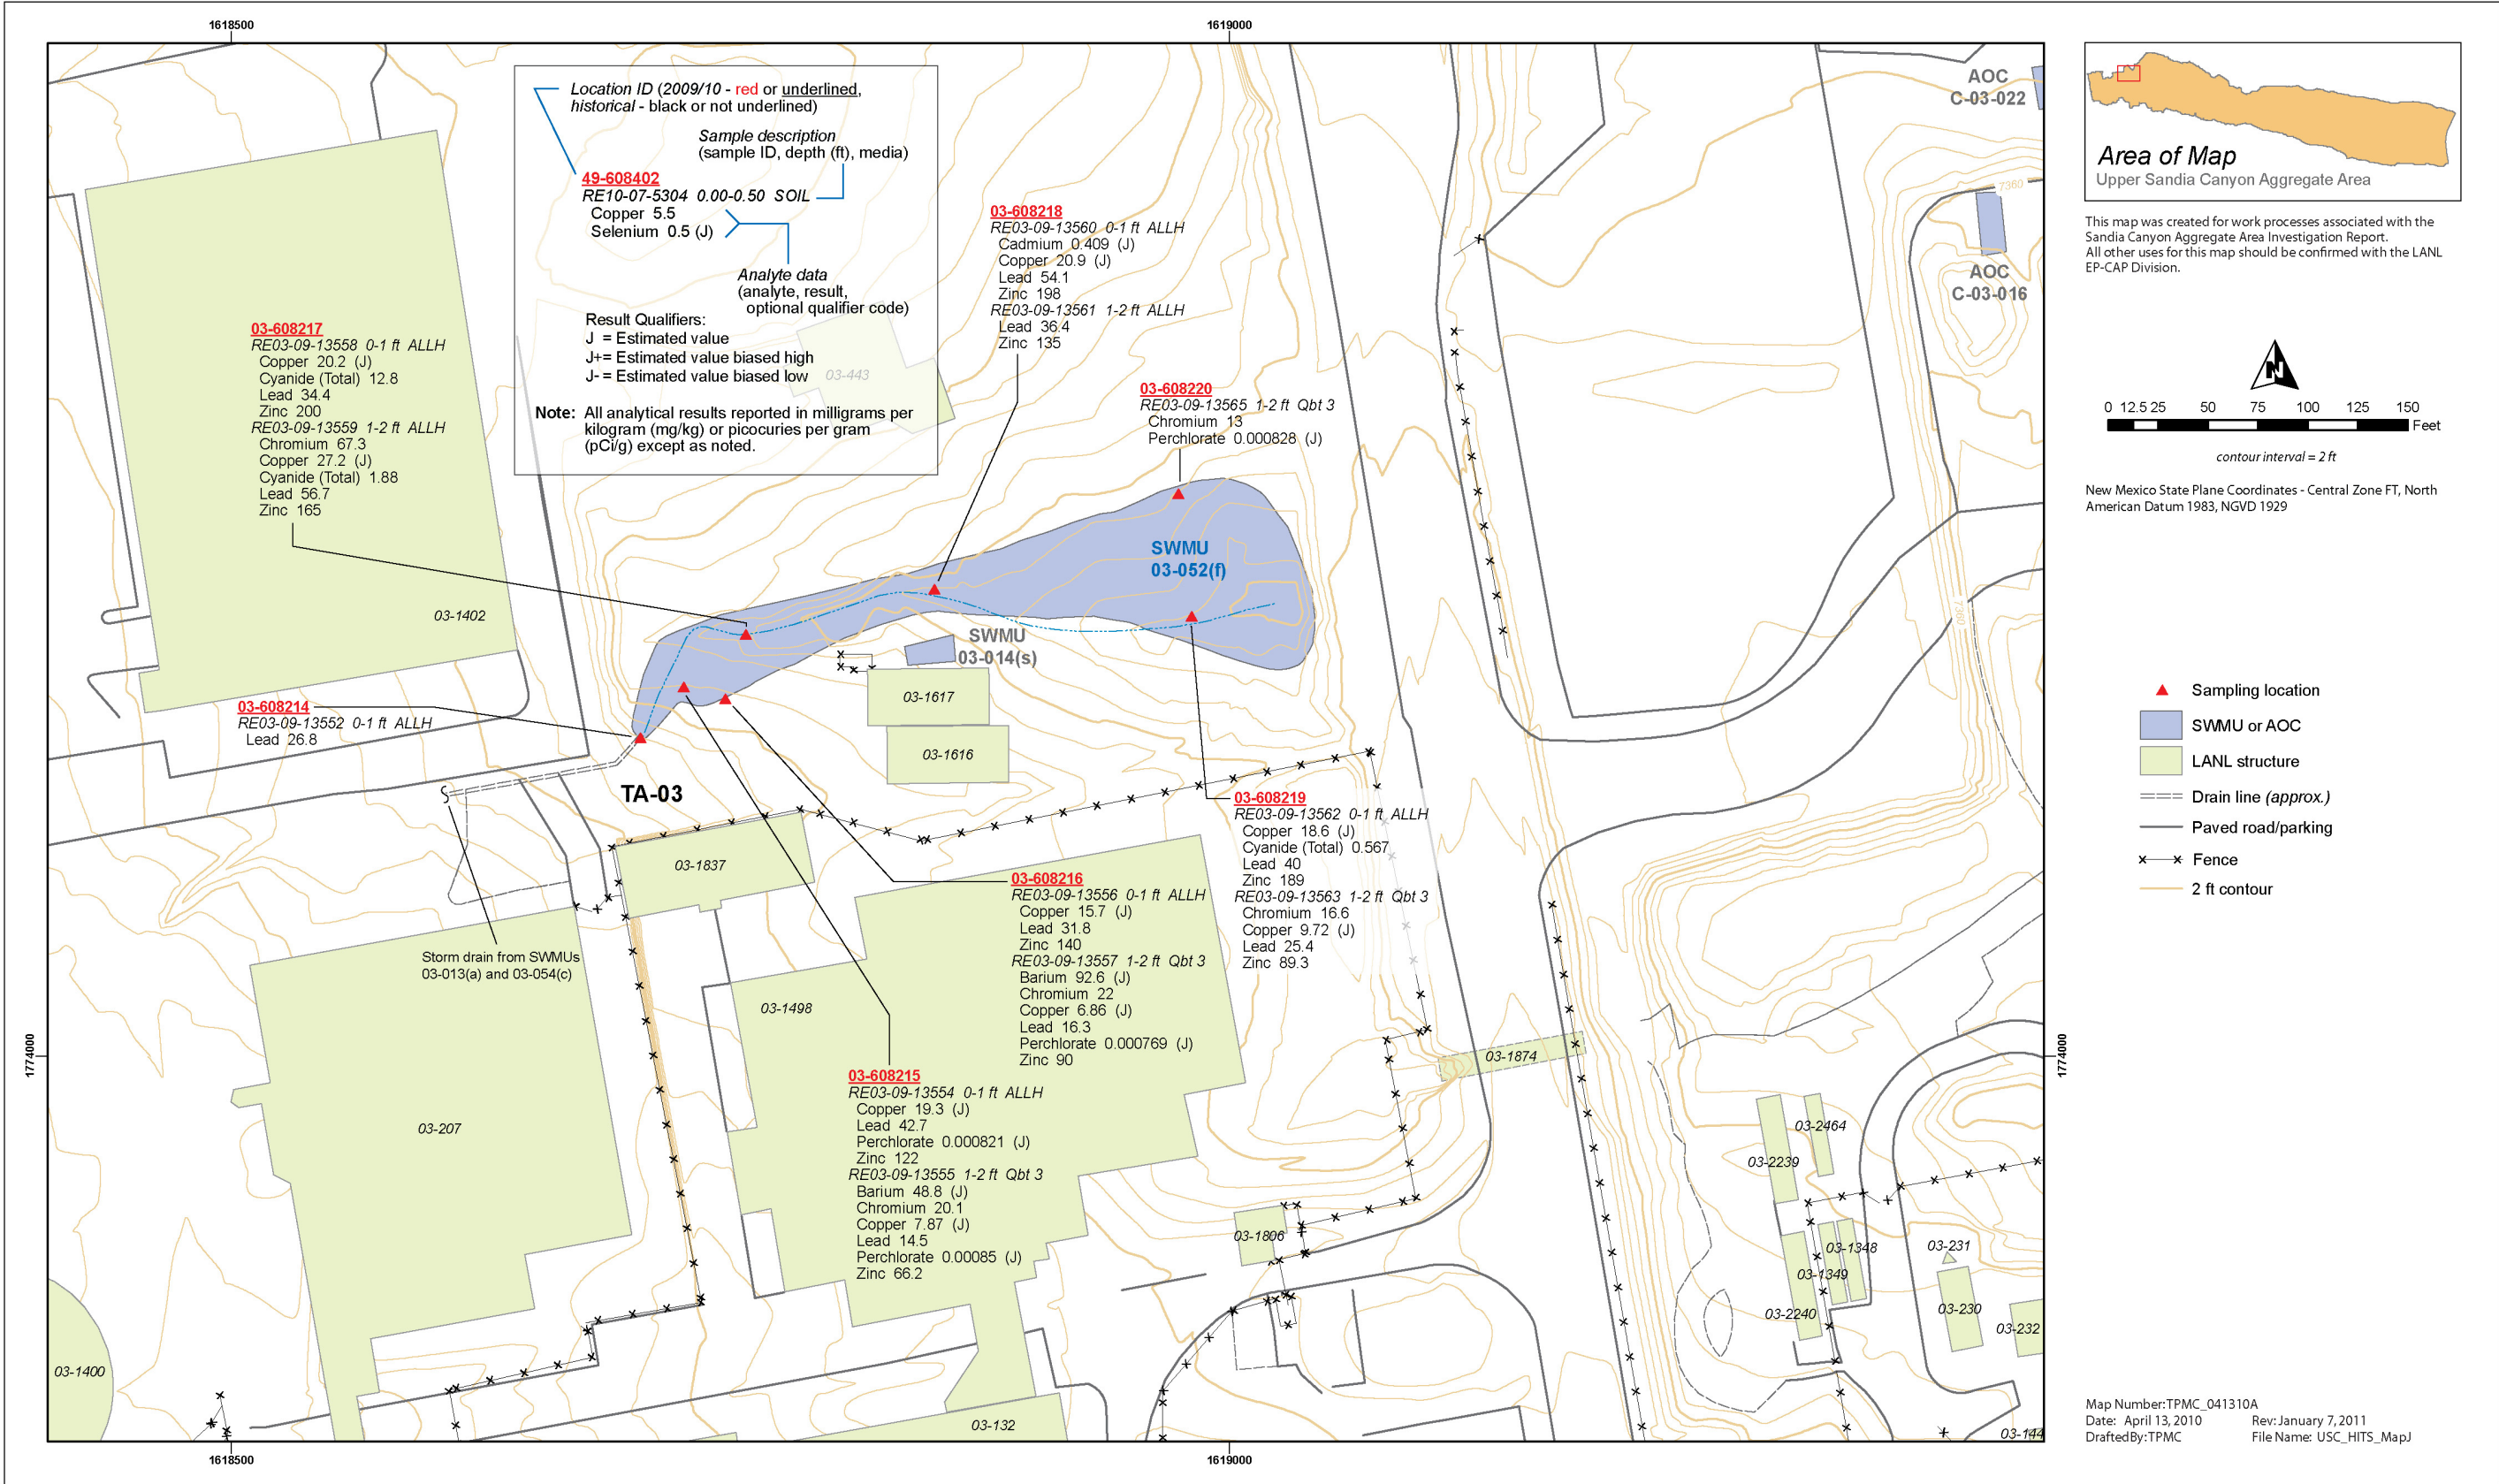 1618500
1619000
Location ID (2009/10 - red or underlined,
historical - black or not underlined)
Sample description
(sample ID, depth (ft), media)
49-608402
RE10-07-5304 0.00-0.50 SOIL
Copper 5.5
Selenium 0.5 (J)
Analyte data
(analyte, result,
optional qualifier code)
Result Qualifiers:
J = Estimated value
J+= Estimated value biased high
J- = Estimated value biased low
03-443
Note: All analytical results reported in milligrams per
kilogram (mg/kg) or picocuries per gram
(pCi/g) except as noted.
03-608217
RE03-09-13558 0-1 ft ALLH
Copper 20.2 (J)
Cyanide (Total) 12.8
Lead 34.4
Zinc 200
RE03-09-13559 1-2 ft ALLH
Chromium 67.3
Copper 27.2 (J)
Cyanide (Total) 1.88
Lead 56.7
Zinc 165
03-608218
RE03-09-13560 0-1 ft ALLH
Cadmium 0.409 (J)
Copper 20.9 (J)
Lead 54.1
Zinc 198
RE03-09-13561 1-2 ft ALLH
Lead 36.4
Zinc 135
03-608220
RE03-09-13565 1-2 ft Qbt 3
Chromium 13
Perchlorate 0.000828 (J)
AOC
C-03-022
7360
AOC
C-03-016
SWMU
03-052(f)
03-1402
SWMU
03-014(s)
7360
03-1617
03-1616
03-608214
RE03-09-13552 0-1 ft ALLH
Lead 26.8
TA-03
03-1837
03-608219
RE03-09-13562 0-1 ft ALLH
Copper 18.6 (J)
Cyanide (Total) 0.567
Lead 40
Zinc 189
RE03-09-13563 1-2 ft Qbt 3
Chromium 16.6
Copper 9.72 (J)
Lead 25.4
Zinc 89.3
03-608216
RE03-09-13556 0-1 ft ALLH
Copper 15.7 (J)
Lead 31.8
Zinc 140
RE03-09-13557 1-2 ft Qbt 3
Barium 92.6 (J)
Chromium 22
Copper 6.86 (J)
Lead 16.3
Perchlorate 0.000769 (J)
Zinc 90
Storm drain from SWMUs
03-013(a) and 03-054(c)
03-1498
03-608215
RE03-09-13554 0-1 ft ALLH
Copper 19.3 (J)
Lead 42.7
Perchlorate 0.000821 (J)
Zinc 122
RE03-09-13555 1-2 ft Qbt 3
Barium 48.8 (J)
Chromium 20.1
Copper 7.87 (J)
Lead 14.5
Perchlorate 0.00085 (J)
Zinc 66.2
1774000
1774000
03-207
03-1874
03-2464
03-2239
03-1806
03-1348
03-1349
03-2240
03-231
03-230
03-232
03-1400
03-132
03-144
1618500
1619000
Area of Map
Upper Sandia Canyon Aggregate Area
This map was created for work processes associated with the
Sandia Canyon Aggregate Area Investigation Report.
All other uses for this map should be confirmed with the LANL
EP-CAP Division.
N
0 12.5 25 50 75 100 125 150
Feet
contour interval = 2 ft
New Mexico State Plane Coordinates - Central Zone FT, North
American Datum 1983, NGVD 1929
Sampling location
SWMU or AOC
LANL structure
Drain line (approx.)
Paved road/parking
Fence
2 ft contour
Map Number:TPMC_041310A
Date: April 13, 2010 Rev: January 7, 2011
DraftedBy:TPMC File Name: USC_HITS_MapJ